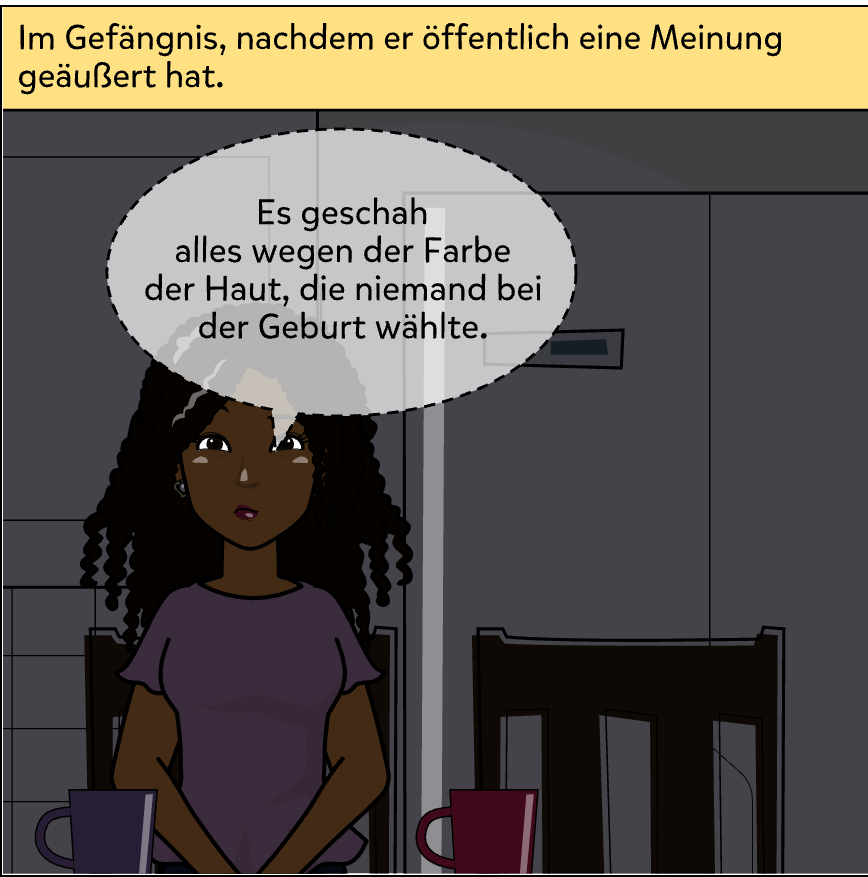 Im Gefängnis, nachdem er öffentlich eine Meinung
geäußert hat.
Es geschah
alles wegen der Farbe
der Haut, die niemand bei
der Geburt wählte.